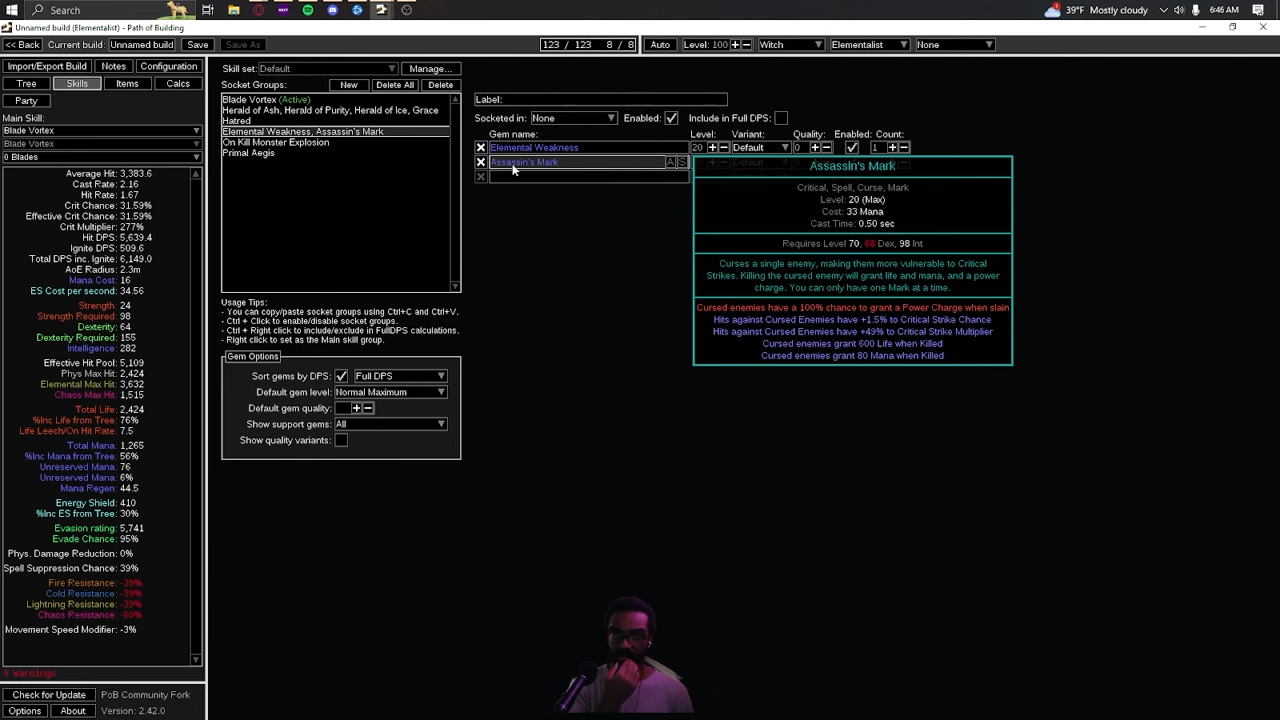 Search
39°F Mostly cloudy
6:46 AM
Unnamed build (Elementalist) - Path of Building
<< Back
Current build: Unnamed build
Save
Save As
123 / 123 8 / 8
Auto
Level: 100
Witch
Elementalist
None
Import/Export Build
Notes
Configuration
Tree
Skills
Items
Calcs
Party
Main Skill:
Blade Vortex
Blade Vortex
0 Blades
Average Hit: 3,383.6
Cast Rate: 2.16
Hit Rate: 1.67
Crit Chance: 31.59%
Effective Crit Chance: 31.59%
Crit Multiplier: 277%
Hit DPS: 5,639.4
Ignite DPS: 509.6
Total DPS inc. Ignite: 6,149.0
AoE Radius: 2.3m
Mana Cost: 16
ES Cost per second: 34.56
Strength: 24
Strength Required: 98
Dexterity: 64
Dexterity Required: 155
Intelligence: 282
Effective Hit Pool: 5,109
Phys Max Hit: 2,424
Elemental Max Hit: 3,632
Chaos Max Hit: 1,515
Total Life: 2,424
%Inc Life from Tree: 76%
Life Leech/On Hit Rate: 7.5
Total Mana: 1,265
%Inc Mana from Tree: 56%
Unreserved Mana: 76
Unreserved Mana: 6%
Mana Regen: 44.5
Energy Shield: 410
%Inc ES from Tree: 30%
Evasion rating: 5,741
Evade Chance: 95%
Phys. Damage Reduction: 0%
Spell Suppression Chance: 39%
Fire Resistance: -39%
Cold Resistance: -39%
Lightning Resistance: -39%
Chaos Resistance: -60%
Movement Speed Modifier: -3%
Check for Update
PoB Community Fork
Options
About
Version: 2.42.0
Skill set: Default
Manage...
Socket Groups:
New
Delete All
Delete
Blade Vortex (Active)
Herald of Ash, Herald of Purity, Herald of Ice, Grace
Hatred
Elemental Weakness, Assassin's Mark
On Kill Monster Explosion
Primal Aegis
Usage Tips:
- You can copy/paste socket groups using Ctrl+C and Ctrl+V.
- Ctrl + Click to enable/disable socket groups.
- Ctrl + Right click to include/exclude in FullDPS calculations.
- Right click to set as the Main skill group.
Gem Options
Sort gems by DPS:
Full DPS
Default gem level: Normal Maximum
Default gem quality:
Show support gems: All
Show quality variants:
Label:
Socketed in: None
Enabled:
Include in Full DPS:
Gem name:
Level:
Variant:
Quality:
Enabled:
Count:
Elemental Weakness
20
Default
0
1
Assassin's Mark
A
S
Assassin's Mark
Critical, Spell, Curse, Mark
Level: 20 (Max)
Cost: 33 Mana
Cast Time: 0.50 sec
Requires Level 70, 68 Dex, 98 Int
Curses a single enemy, making them more vulnerable to Critical
Strikes. Killing the cursed enemy will grant life and mana, and a power
charge. You can only have one Mark at a time.
Cursed enemies have a 100% chance to grant a Power Charge when slain
Hits against Cursed Enemies have +1.5% to Critical Strike Chance
Hits against Cursed Enemies have +49% to Critical Strike Multiplier
Cursed enemies grant 600 Life when Killed
Cursed enemies grant 80 Mana when Killed